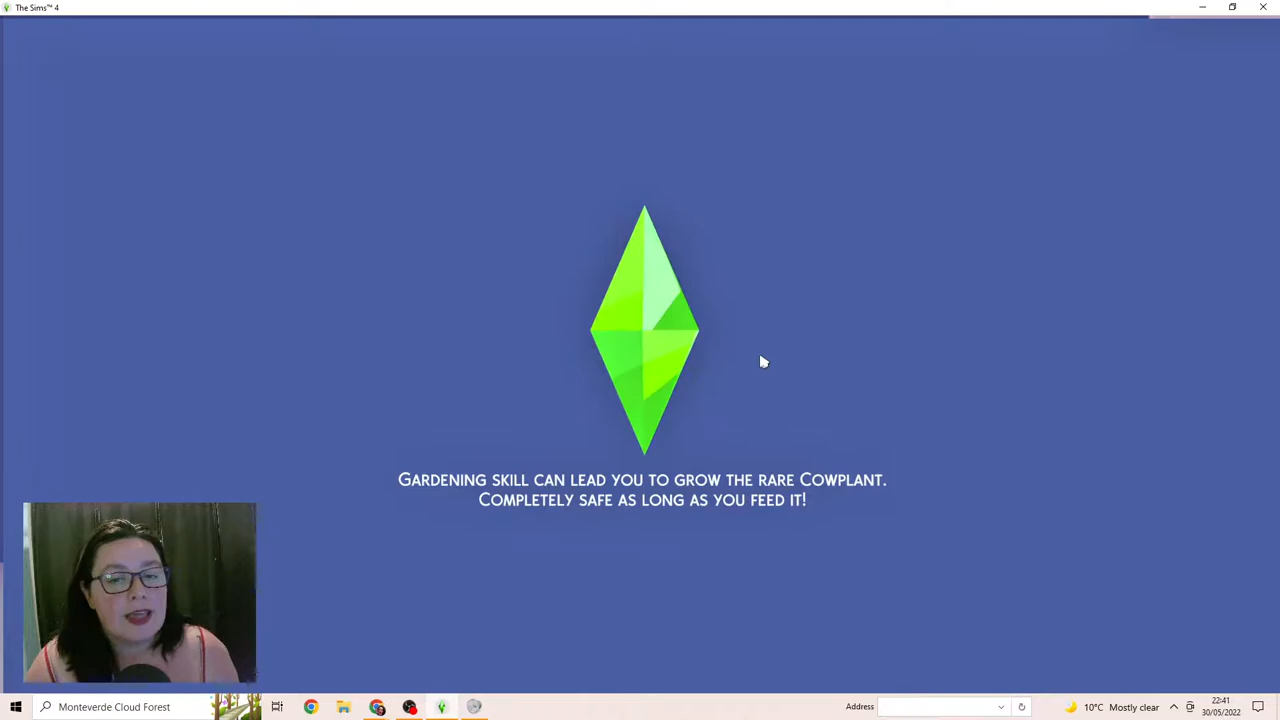 The Sims™ 4
GARDENING SKILL CAN LEAD YOU TO GROW THE RARE COWPLANT.
COMPLETELY SAFE AS LONG AS YOU FEED IT!
Monteverde Cloud Forest
Address
10°C Mostly clear
22:41
30/05/2022